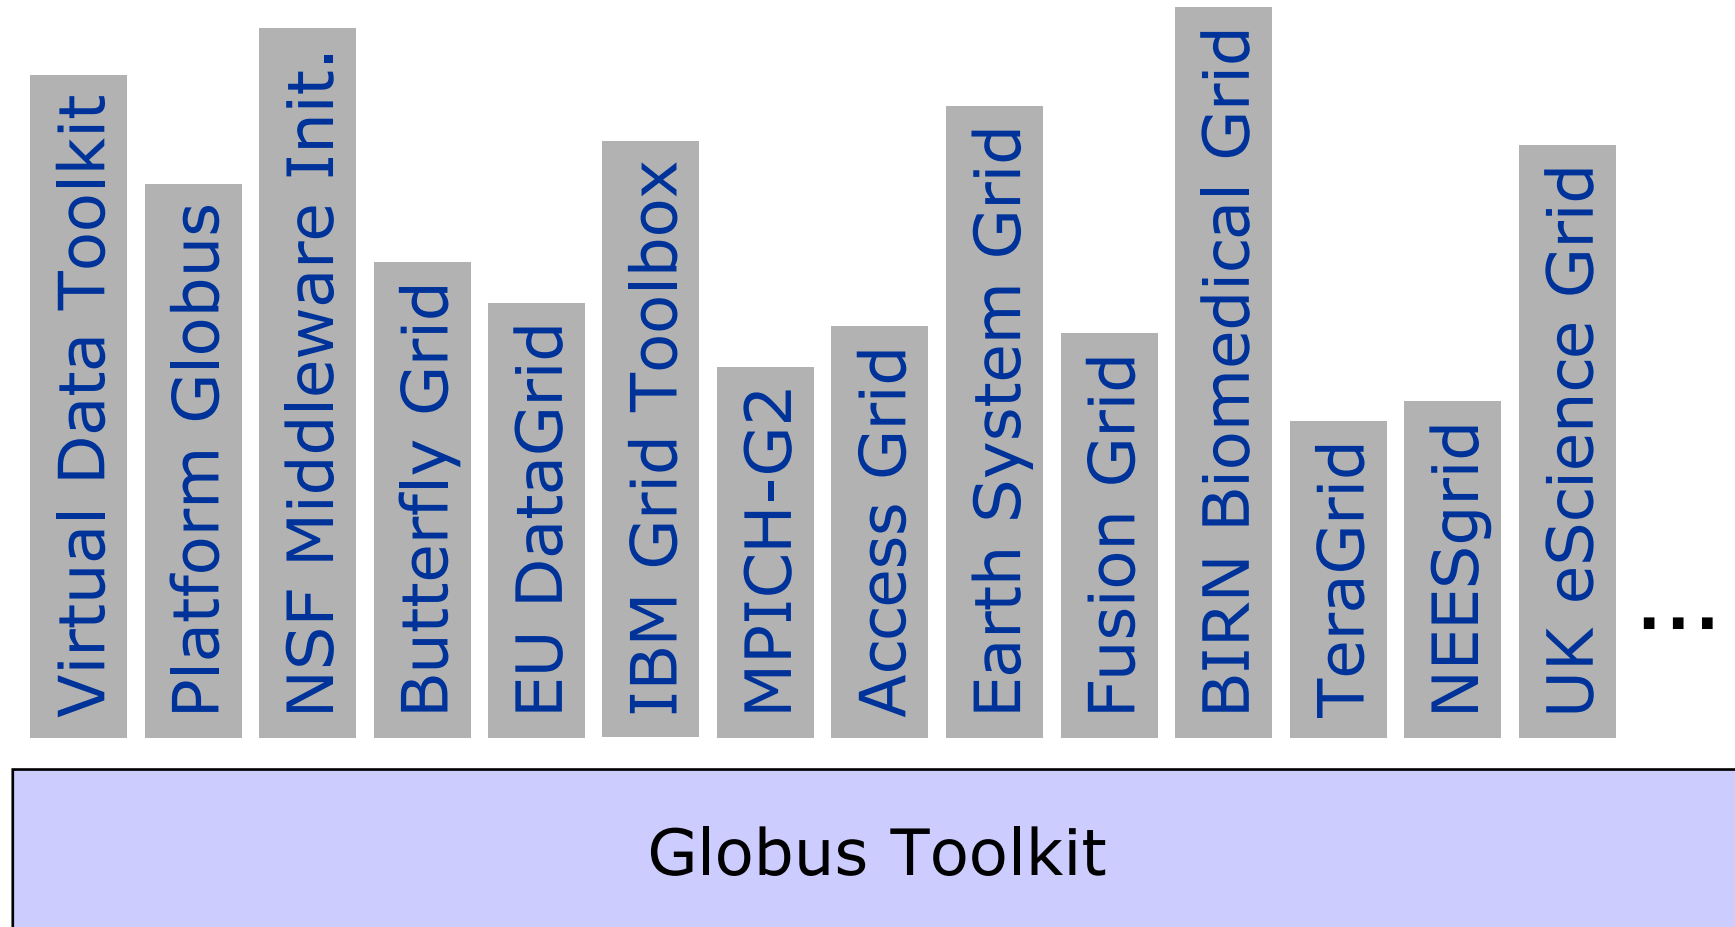 Virtual Data Toolkit
Platform Globus
NSF Middleware Init.
Butterfly Grid
EU DataGrid
IBM Grid Toolbox
MPICH-G2
Access Grid
Earth System Grid
Fusion Grid
BIRN Biomedical Grid
TeraGrid
NEESgrid
UK eScience Grid
...
Globus Toolkit